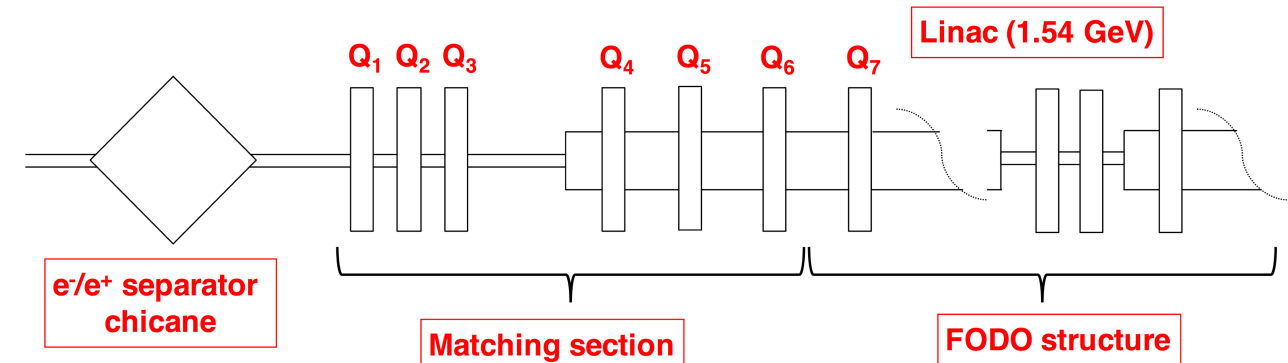 Linac (1.54 GeV)
Q₁ Q₂ Q₃ Q₄ Q₅ Q₆ Q₇
e⁻/e⁺ separator
chicane
Matching section
FODO structure